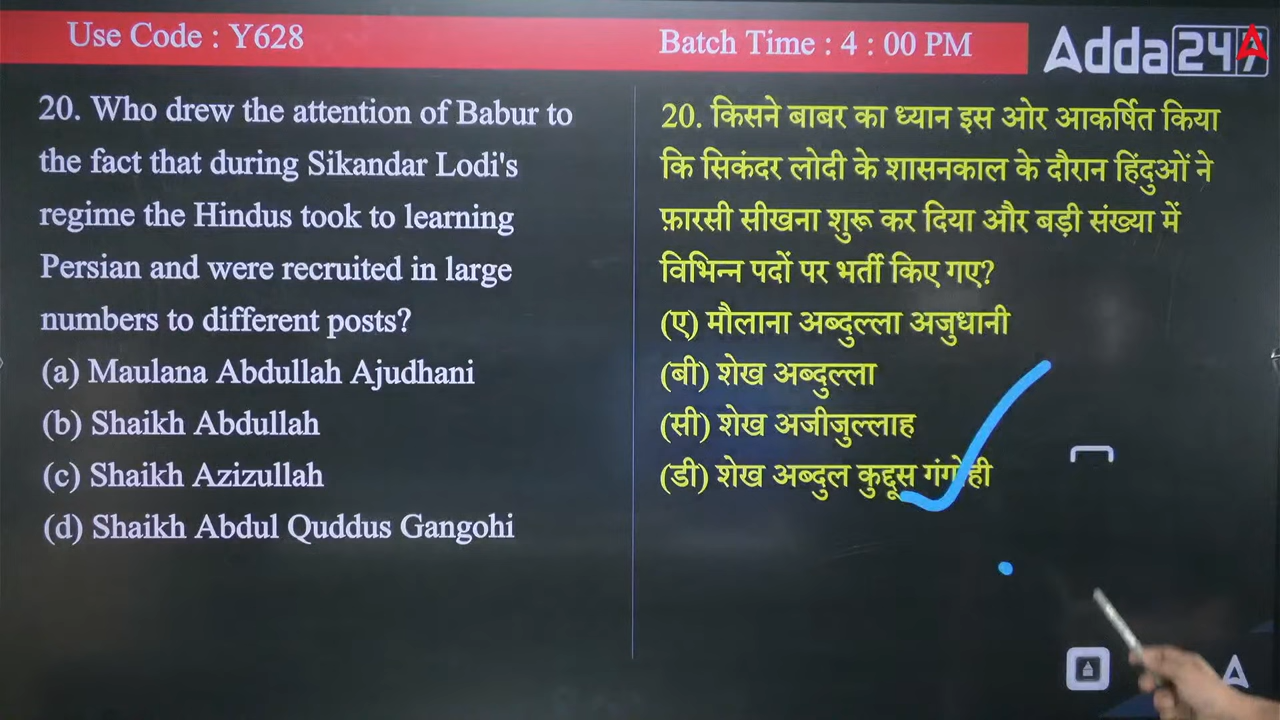 Use Code : Y628
Batch Time : 4 : 00 PM
Adda247
20. Who drew the attention of Babur to
the fact that during Sikandar Lodi's
regime the Hindus took to learning
Persian and were recruited in large
numbers to different posts?
(a) Maulana Abdullah Ajudhani
(b) Shaikh Abdullah
(c) Shaikh Azizullah
(d) Shaikh Abdul Quddus Gangohi
20. किसने बाबर का ध्यान इस ओर आकर्षित किया
कि सिकंदर लोदी के शासनकाल के दौरान हिंदुओं ने
फ़ारसी सीखना शुरू कर दिया और बड़ी संख्या में
विभिन्न पदों पर भर्ती किए गए?
(ए) मौलाना अब्दुल्ला अजुधानी
(बी) शेख अब्दुल्ला
(सी) शेख अजीजुल्लाह
(डी) शेख अब्दुल कुद्दूस गंगोही